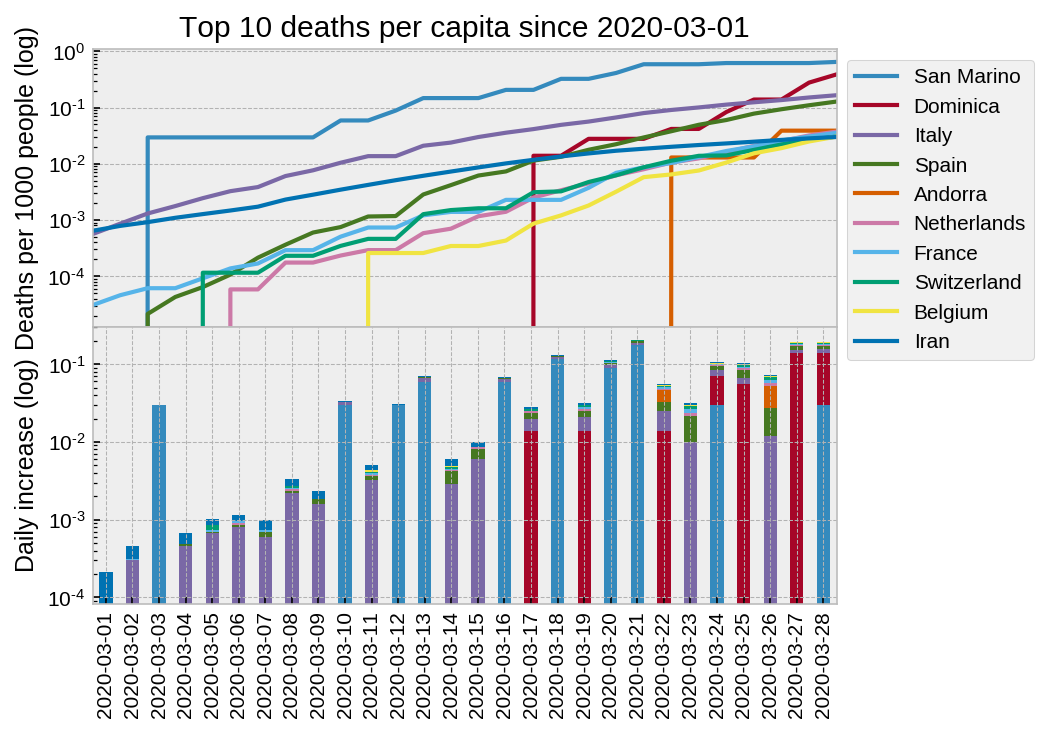 Top 10 deaths per capita since 2020-03-01
Deaths per 1000 people (log)
10^0
10^-1
10^-2
10^-3
10^-4
San Marino
Dominica
Italy
Spain
Andorra
Netherlands
France
Switzerland
Belgium
Iran
Daily increase (log)
10^-1
10^-2
10^-3
10^-4
2020-03-01
2020-03-02
2020-03-03
2020-03-04
2020-03-05
2020-03-06
2020-03-07
2020-03-08
2020-03-09
2020-03-10
2020-03-11
2020-03-12
2020-03-13
2020-03-14
2020-03-15
2020-03-16
2020-03-17
2020-03-18
2020-03-19
2020-03-20
2020-03-21
2020-03-22
2020-03-23
2020-03-24
2020-03-25
2020-03-26
2020-03-27
2020-03-28